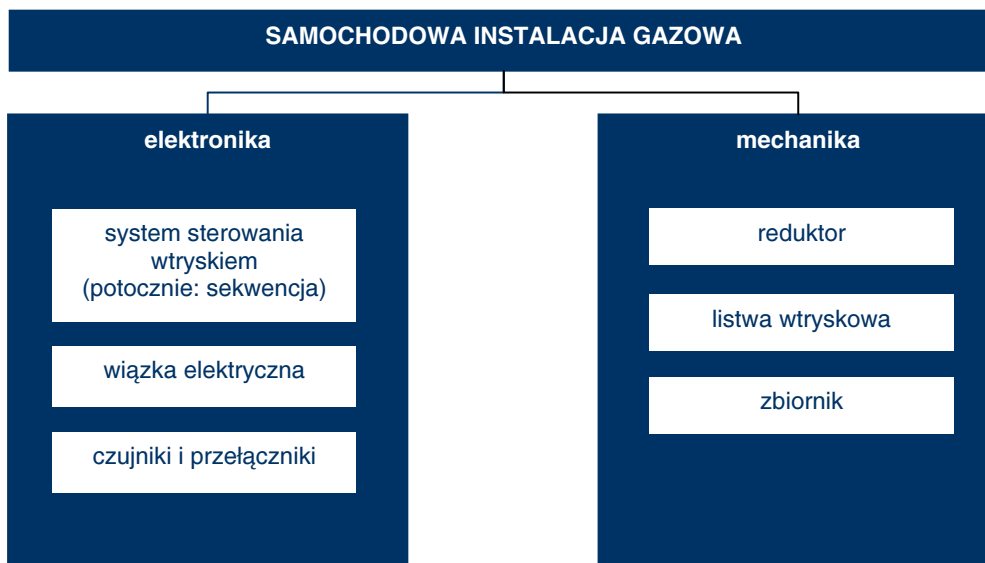 SAMOCHODOWA INSTALACJA GAZOWA
elektronika
system sterowania
wtryskiem
(potocznie: sekwencja)
wiązka elektryczna
czujniki i przełączniki
mechanika
reduktor
listwa wtryskowa
zbiornik